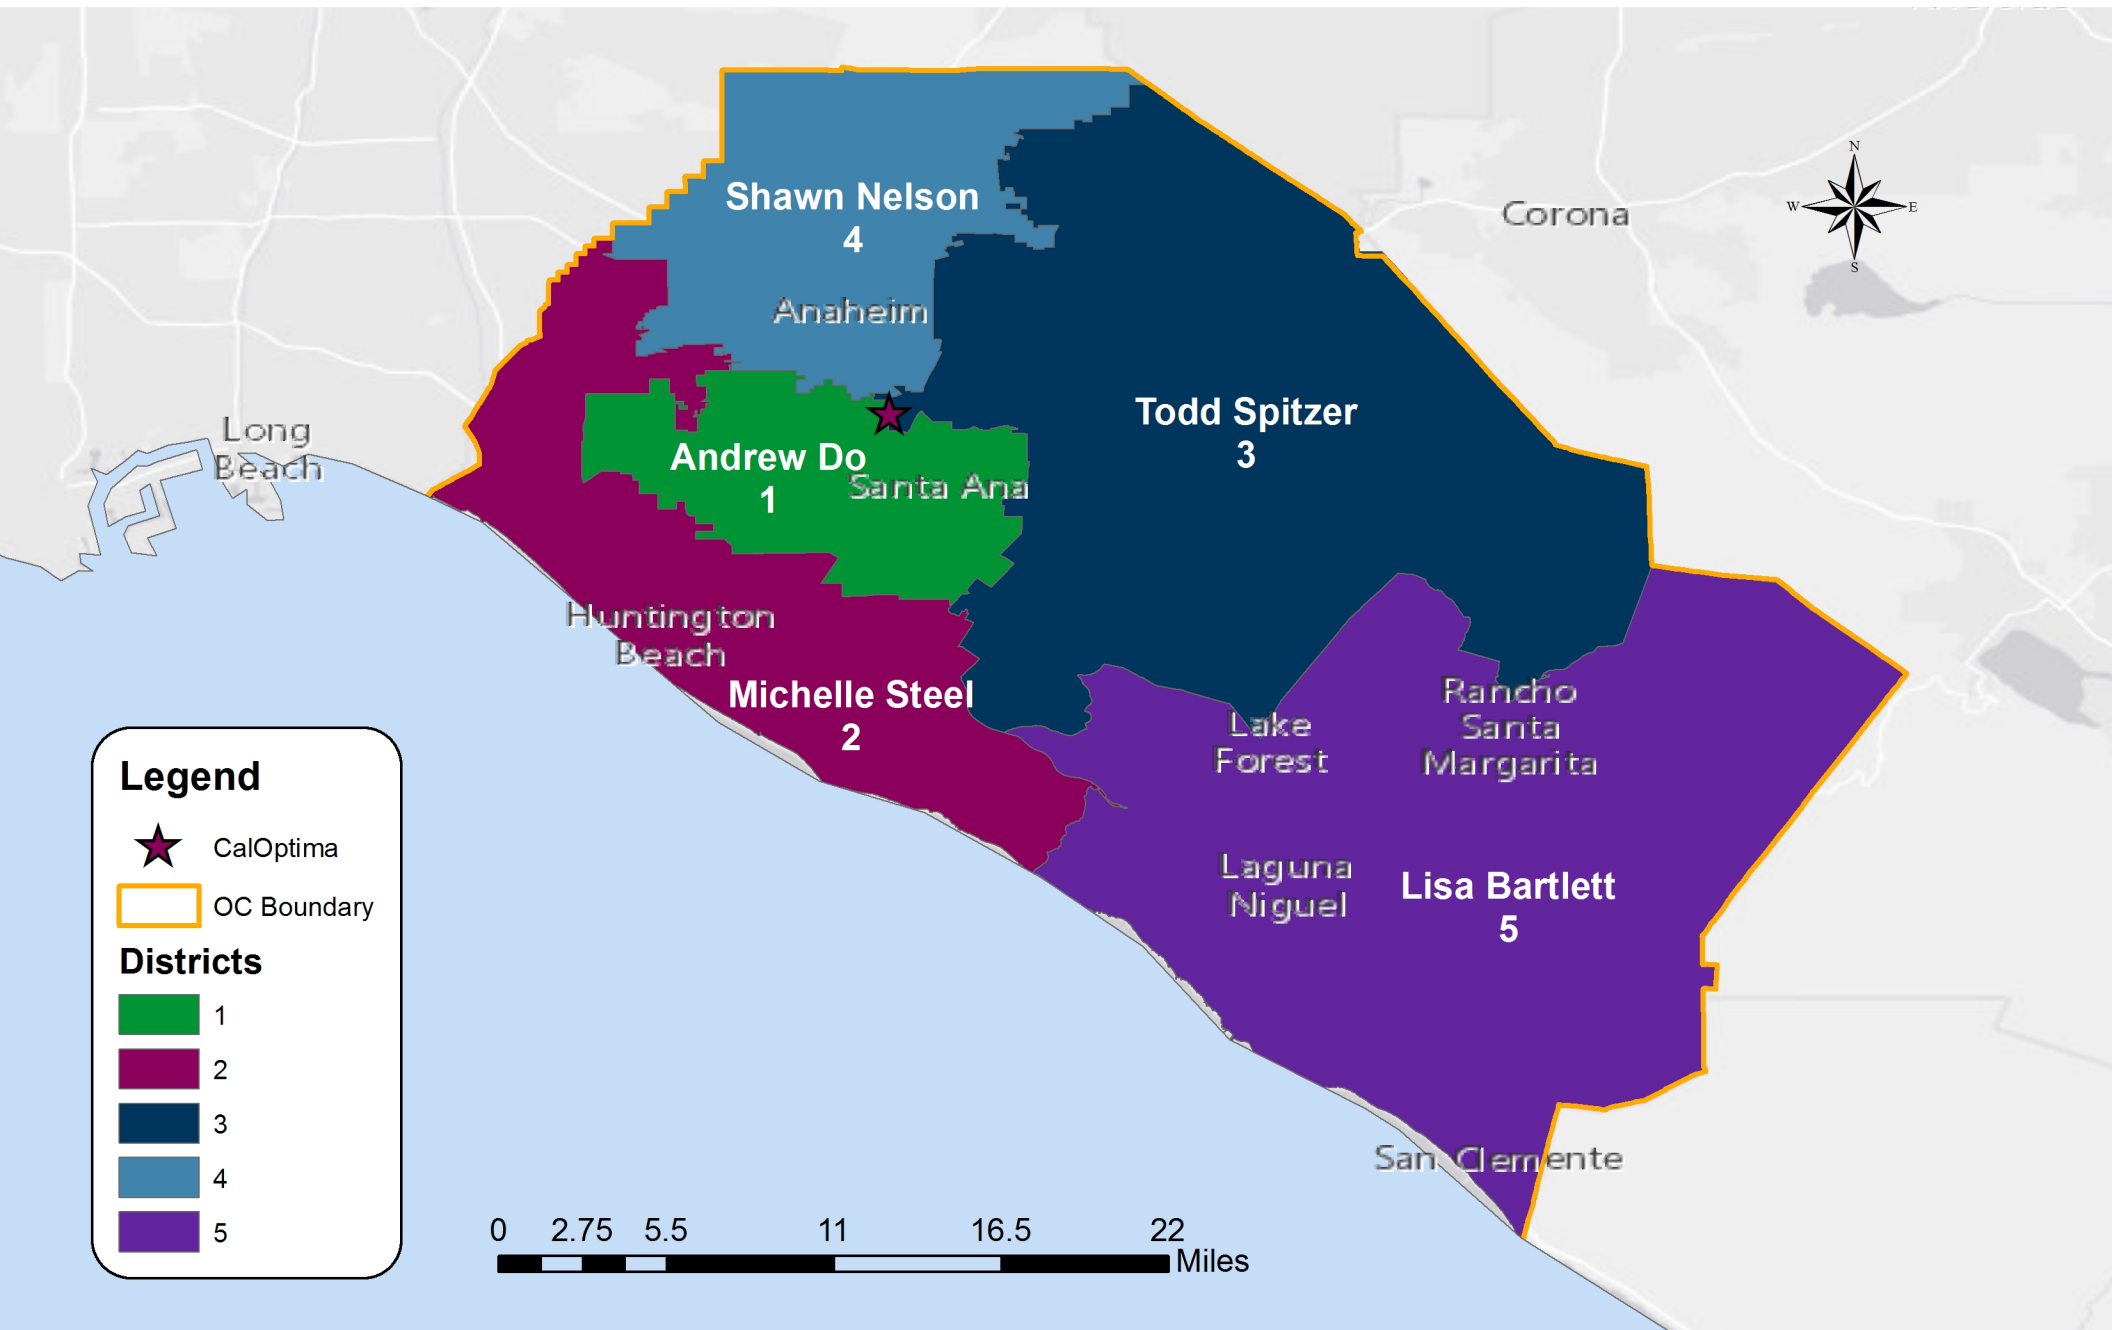 Shawn Nelson
4
Anaheim
Corona
N
W
E
S
Todd Spitzer
3
Long
Beach
Andrew Do
1
Santa Ana
Huntington
Beach
Michelle Steel
2
Lake
Forest
Rancho
Santa
Margarita
Laguna
Niguel
Lisa Bartlett
5
San Clemente
Legend
CalOptima
OC Boundary
Districts
1
2
3
4
5
0 2.75 5.5 11 16.5 22
Miles